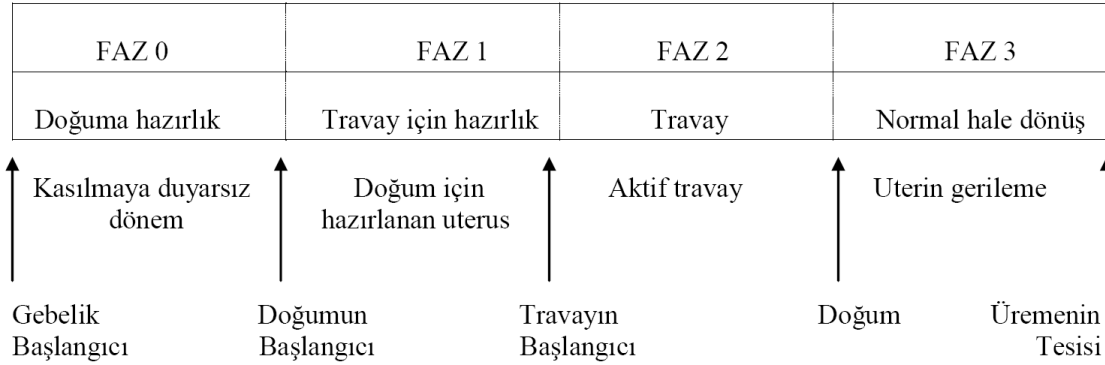 FAZ 0 FAZ 1 FAZ 2 FAZ 3
Doğuma hazırlık Travay için hazırlık Travay Normal hale dönüş
Kasılmaya duyarsız Doğum için Aktif travay Uterin gerileme
dönem hazırlanan uterus
Gebelik Doğumun Travayın Doğum Üremenin
Başlangıcı Başlangıcı Başlangıcı Tesisi